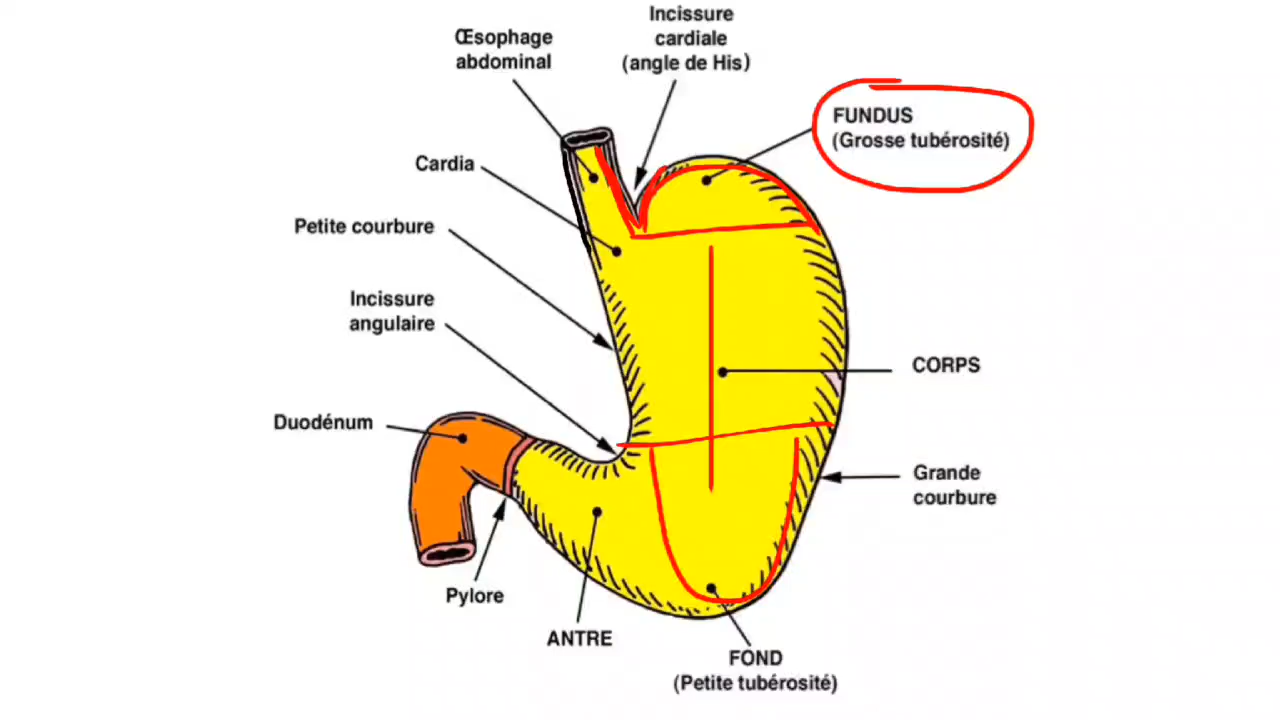 Incissure
cardiale
(angle de His)
Œsophage
abdominal
FUNDUS
(Grosse tubérosité)
Cardia
Petite courbure
Incissure
angulaire
CORPS
Duodénum
Grande
courbure
Pylore
ANTRE
FOND
(Petite tubérosité)